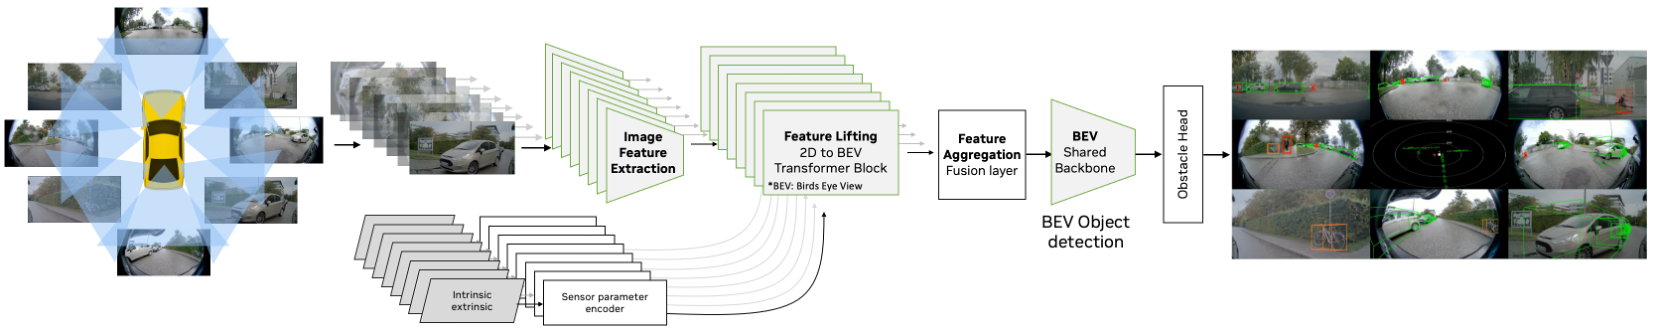 Image
Feature
Extraction
Feature Lifting
2D to BEV
Transformer Block
*BEV: Birds Eye View
Feature
Aggregation
Fusion layer
BEV
Shared
Backbone
BEV Object
detection
Obstacle Head
Intrinsic
extrinsic
Sensor parameter
encoder